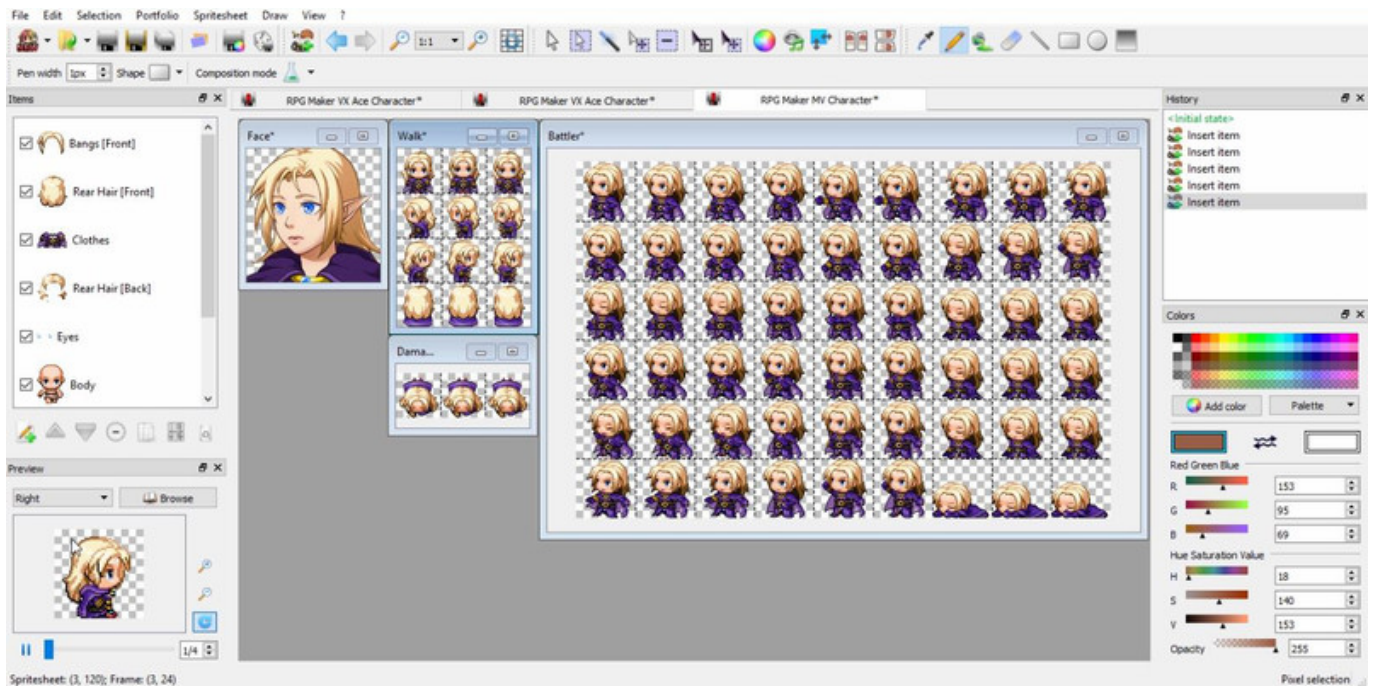 File Edit Selection Portfolio Spritesheet Draw View ?
1:1
Pen width 1px Shape Composition mode
Items
RPG Maker VX Ace Character* RPG Maker VX Ace Character* RPG Maker MV Character*
History
Bangs [Front]
Rear Hair [Front]
Clothes
Rear Hair [Back]
Eyes
Body
Face*
Walk*
Dama...
Battler*
<Initial state>
Insert item
Insert item
Insert item
Insert item
Insert item
Colors
Add color Palette
Red Green Blue
R 153
G 95
B 69
Hue Saturation Value
H 18
S 140
V 153
Opacity 255
Preview
Right Browse
1/4
Spritesheet: (3, 120); Frame: (3, 24) Pixel selection